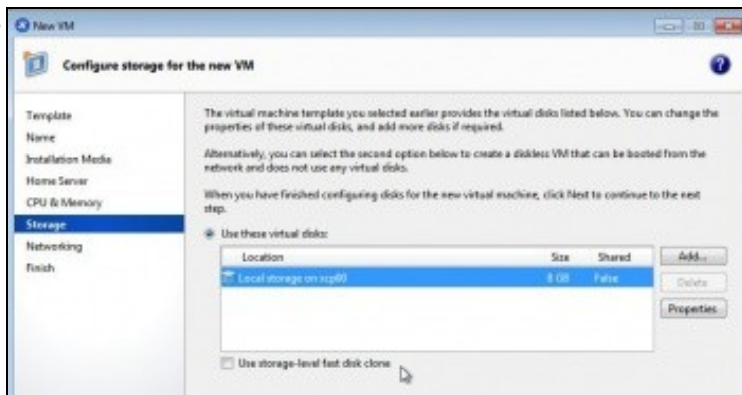 New VM
Configure storage for the new VM
Template
Name
Installation Media
Home Server
CPU & Memory
Storage
Networking
Finish
The virtual machine template you selected earlier provides the virtual disks listed below. You can change the
properties of these virtual disks, and add more disks if required.
Alternatively, you can select the second option below to create a diskless VM that can be booted from the
network and does not use any virtual disks.
When you have finished configuring disks for the new virtual machine, click Next to continue to the next
step.
Use these virtual disks:
Location Size Shared
Local storage on 8 GB False
Add...
Delete
Properties
Use storage-level fast disk clone